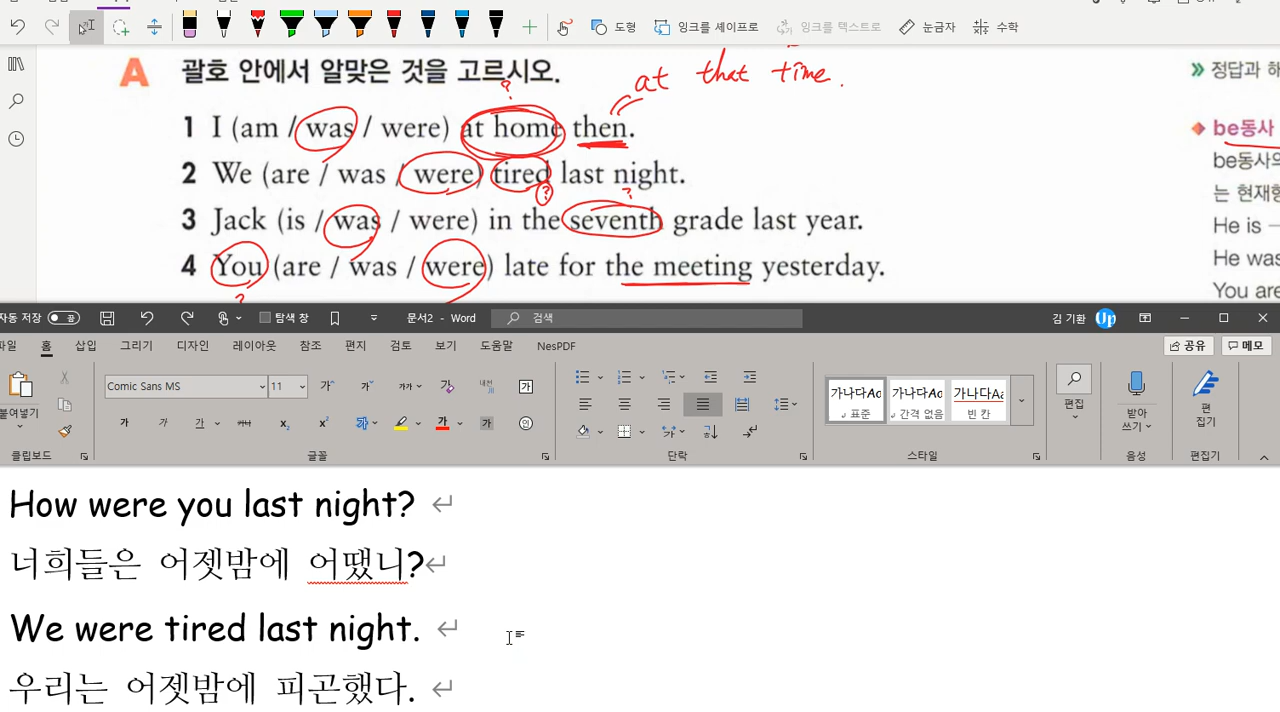 도형
잉크를 셰이프로
잉크를 텍스트로
눈금자
수학
A 괄호 안에서 알맞은 것을 고르시오.
at that time.
정답과 해
?
1 I (am / was / were) at home then.
be동사
2 We (are / was / were) tired last night.
be동사의
? ?
는 현재형
3 Jack (is / was / were) in the seventh grade last year.
He is
He was
4 You (are / was / were) late for the meeting yesterday.
You are
?
자동 저장
끔
탐색 창
문서2 - Word
검색
김 기환
Up
파일 홈 삽입 그리기 디자인 레이아웃 참조 편지 검토 보기 도움말 NesPDF
공유
메모
붙여넣기
클립보드
Comic Sans MS
11
가 가 가 가
글꼴
단락
가나다AaC 가나다AaC 가나다Aa
표준 간격 없음 빈 칸
스타일
편집
받아
쓰기
음성
편
집기
편집기
How were you last night?
너희들은 어젯밤에 어땠니?
We were tired last night.
우리는 어젯밤에 피곤했다.